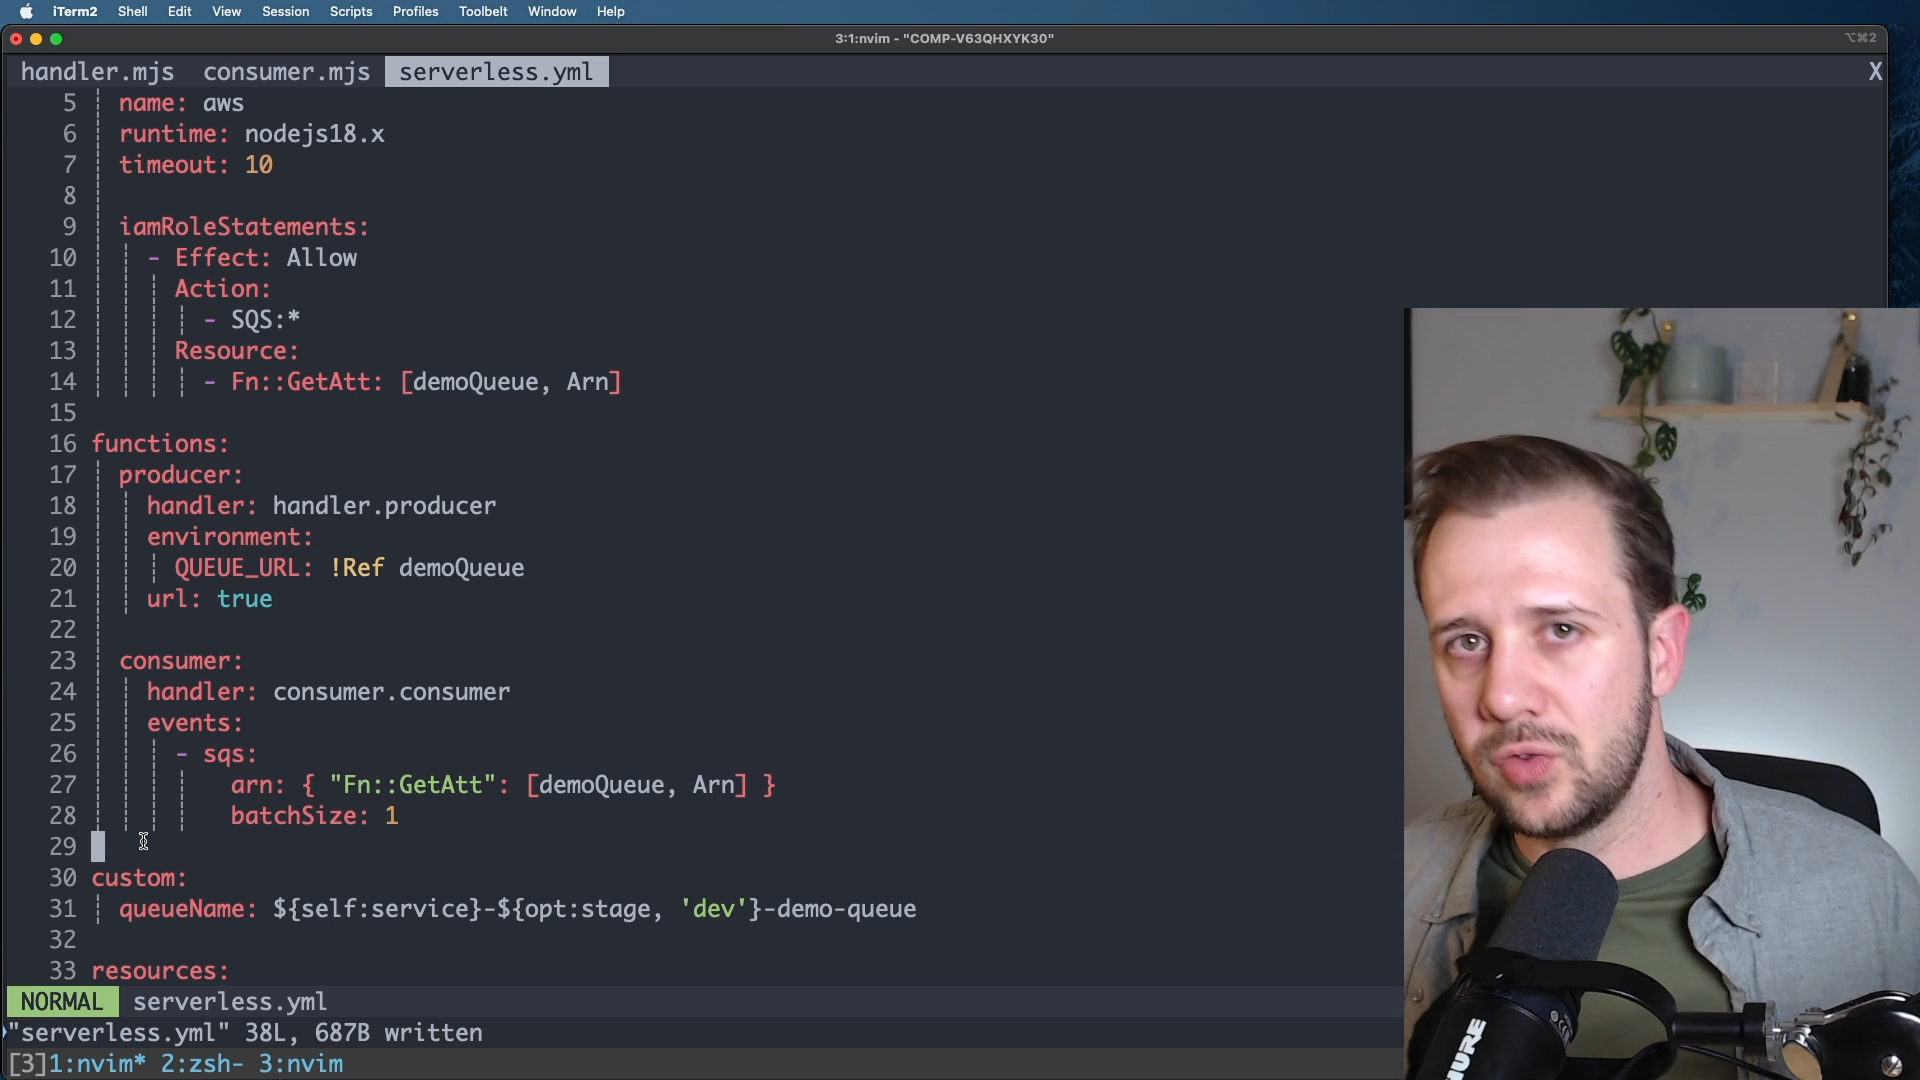 iTerm2 Shell Edit View Session Scripts Profiles Toolbelt Window Help
3:1:nvim - "COMP-V63QHXYK30" ⌥⌘2
handler.mjs consumer.mjs serverless.yml X
5 name: aws
6 runtime: nodejs18.x
7 timeout: 10
8
9 iamRoleStatements:
10 - Effect: Allow
11 Action:
12 - SQS:*
13 Resource:
14 - Fn::GetAtt: [demoQueue, Arn]
15
16 functions:
17 producer:
18 handler: handler.producer
19 environment:
20 QUEUE_URL: !Ref demoQueue
21 url: true
22
23 consumer:
24 handler: consumer.consumer
25 events:
26 - sqs:
27 arn: { "Fn::GetAtt": [demoQueue, Arn] }
28 batchSize: 1
29
30 custom:
31 queueName: ${self:service}-${opt:stage, 'dev'}-demo-queue
32
33 resources:
NORMAL serverless.yml
"serverless.yml" 38L, 687B written
[3]1:nvim* 2:zsh- 3:nvim